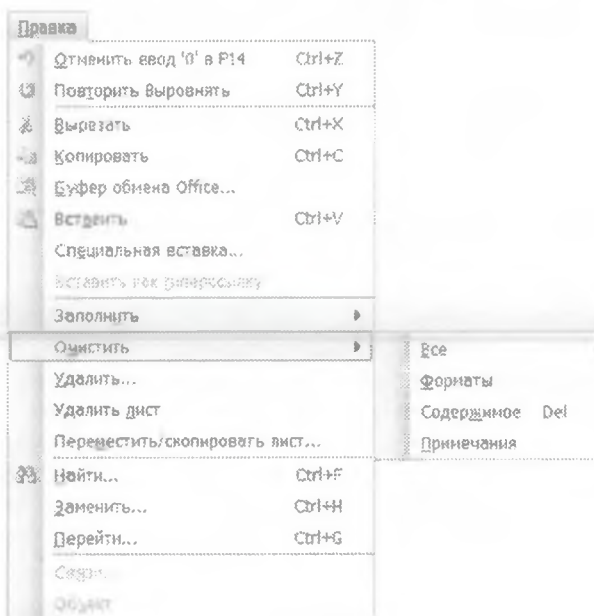 Правка
Отменить ввод '0' в P14 Ctrl+Z
Повторить Выровнять Ctrl+Y
Вырезать Ctrl+X
Копировать Ctrl+C
Буфер обмена Office...
Вставить Ctrl+V
Специальная вставка...
Вставить как гиперссылку
Заполнить
Очистить
Все
Форматы
Содержимое Del
Примечания
Удалить...
Удалить лист
Переместить/скопировать лист...
Найти... Ctrl+F
Заменить... Ctrl+H
Перейти... Ctrl+G
Связи...
Объект